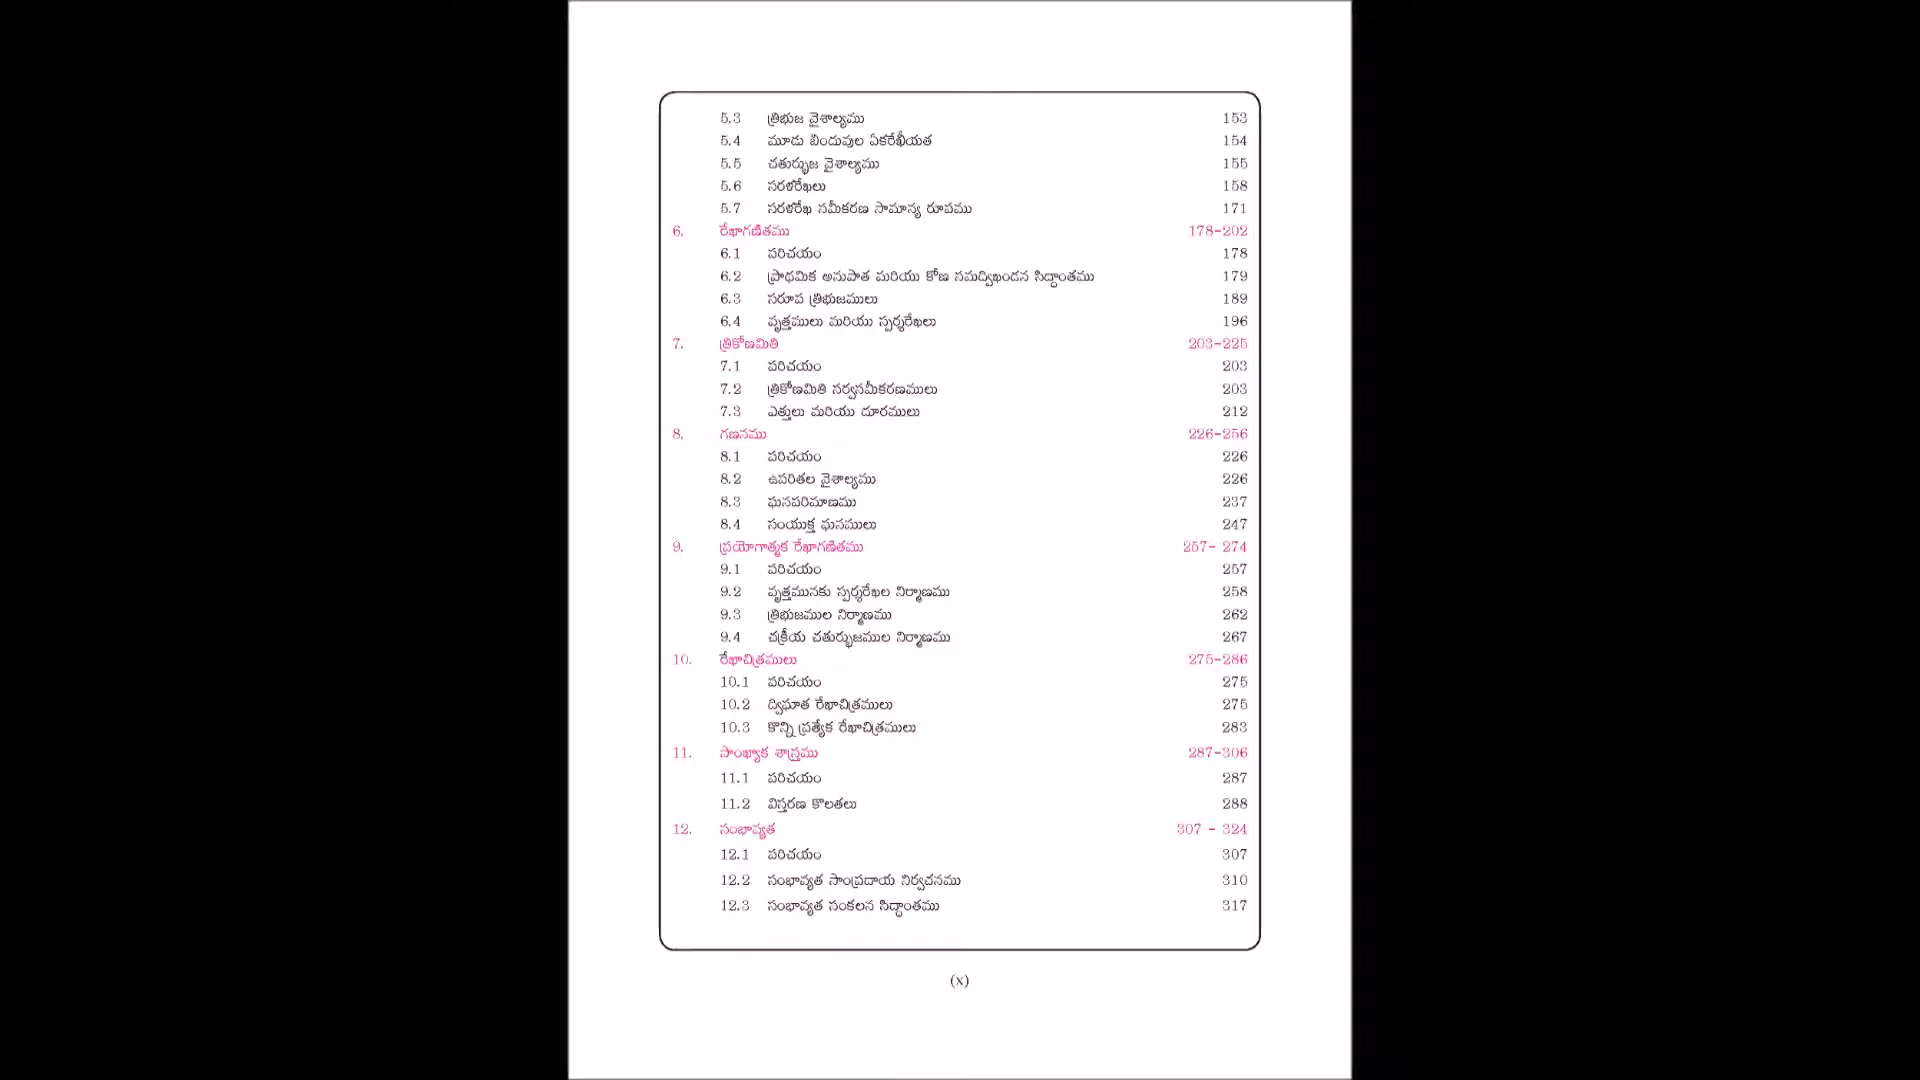 5.3 త్రిభుజ వైశాల్యము 153
5.4 మూడు బిందువుల ఏకరేఖీయత 154
5.5 చతుర్భుజ వైశాల్యము 155
5.6 సరళరేఖలు 158
5.7 సరళరేఖ సమీకరణ సామాన్య రూపము 171
6. రేఖాగణితము 178-202
6.1 పరిచయం 178
6.2 ప్రాథమిక అనుపాత మరియు కోణ సమద్విఖండన సిద్ధాంతము 179
6.3 సరూప త్రిభుజములు 189
6.4 వృత్తములు మరియు స్పర్శరేఖలు 196
7. త్రికోణమితి 203-225
7.1 పరిచయం 203
7.2 త్రికోణమితి సర్వసమీకరణములు 203
7.3 ఎత్తులు మరియు దూరములు 212
8. గణనము 226-256
8.1 పరిచయం 226
8.2 ఉపరితల వైశాల్యము 226
8.3 ఘనపరిమాణము 237
8.4 సంయుక్త ఘనములు 247
9. ప్రయోగాత్మక రేఖాగణితము 257- 274
9.1 పరిచయం 257
9.2 వృత్తమునకు స్పర్శరేఖల నిర్మాణము 258
9.3 త్రిభుజముల నిర్మాణము 262
9.4 చక్రీయ చతుర్భుజముల నిర్మాణము 267
10. రేఖాచిత్రములు 275-286
10.1 పరిచయం 275
10.2 ద్విఘాత రేఖాచిత్రములు 275
10.3 కొన్ని ప్రత్యేక రేఖాచిత్రములు 283
11. సాంఖ్యాక శాస్త్రము 287-306
11.1 పరిచయం 287
11.2 విస్తరణ కొలతలు 288
12. సంభావ్యత 307 - 324
12.1 పరిచయం 307
12.2 సంభావ్యత సాంప్రదాయ నిర్వచనము 310
12.3 సంభావ్యత సంకలన సిద్ధాంతము 317
(x)